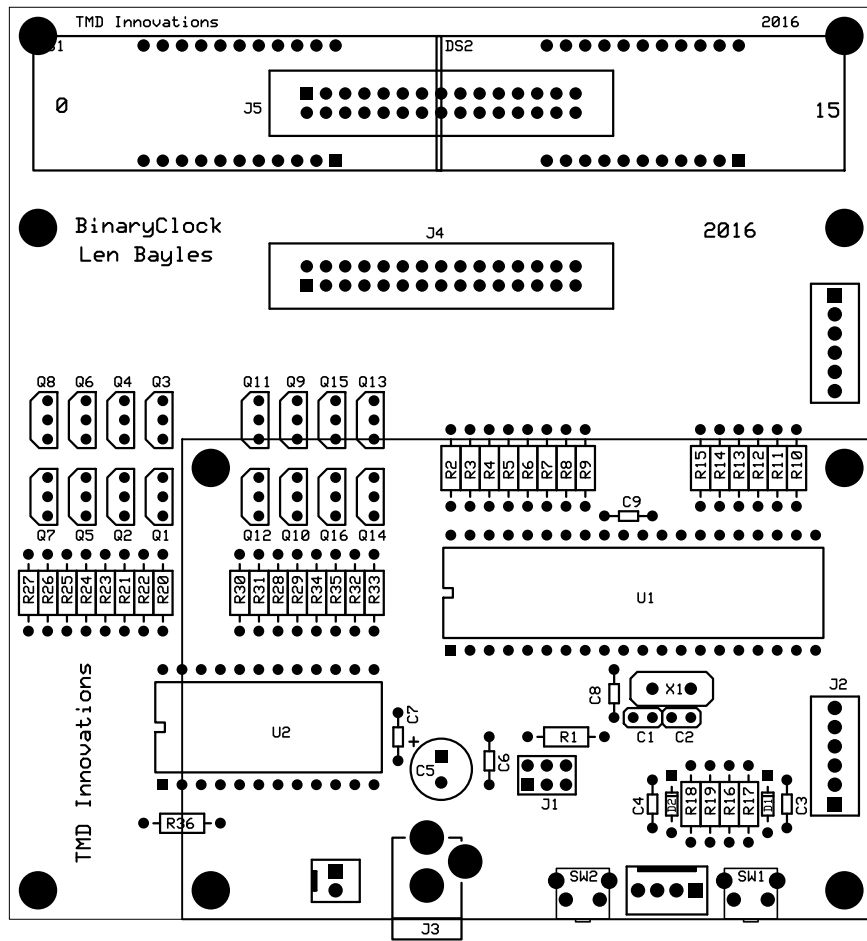 TMD Innovations
2016
DS2
J5
0
15
BinaryClock
Len Bayles
2016
J4
Q8 Q6 Q4 Q3 Q11 Q9 Q15 Q13
R2 R3 R4 R5 R6 R7 R8 R9
R15 R14 R13 R12 R11 R10
C9
Q7 Q5 Q2 Q1 Q12 Q10 Q16 Q14
R27 R26 R25 R24 R23 R21 R22 R20
R30 R31 R28 R29 R34 R35 R32 R33
U1
TMD Innovations
U2
C7
+
C5
C6
C8
X1
C1 C2
R1
J1
J2
C4
D2
R18 R19 R16 R17
D1
C3
R36
J3
SW2
SW1